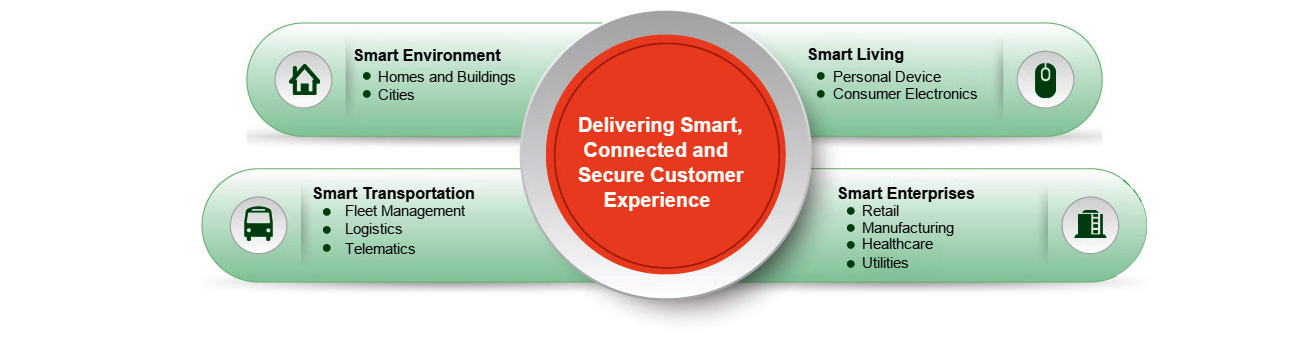 Smart Environment
Homes and Buildings
Cities
Smart Transportation
Fleet Management
Logistics
Telematics
Delivering Smart,
Connected and
Secure Customer
Experience
Smart Living
Personal Device
Consumer Electronics
Smart Enterprises
Retail
Manufacturing
Healthcare
Utilities